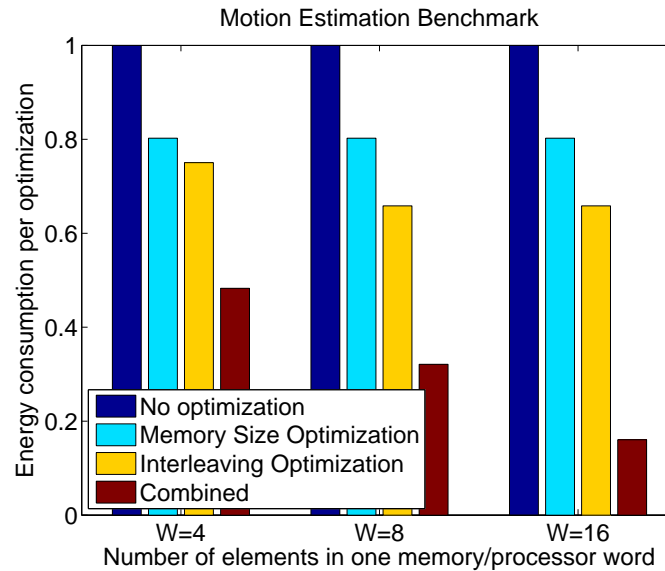 Motion Estimation Benchmark
Energy consumption per optimization
1
0.8
0.6
0.4
0.2
0
No optimization
Memory Size Optimization
Interleaving Optimization
Combined
W=4
W=8
W=16
Number of elements in one memory/processor word